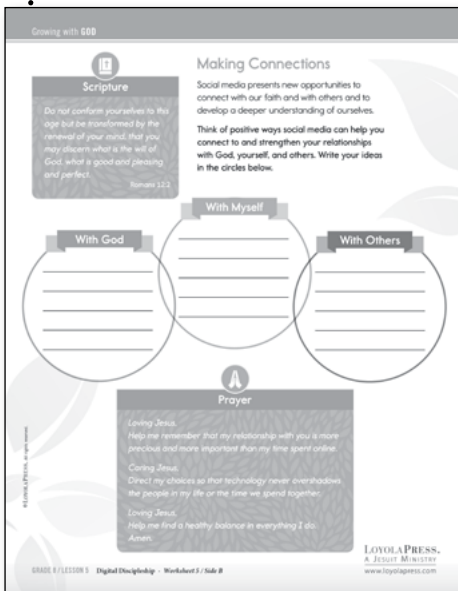 Growing with GOD
Scripture
Do not conform yourselves to this
age but be transformed by the
renewal of your mind, that you
may discern what is the will of
God, what is good and pleasing
and perfect.
Romans 12:2
Making Connections
Social media presents new opportunities to
connect with our faith and with others and to
develop a deeper understanding of ourselves.
Think of positive ways social media can help you
connect to and strengthen your relationships
with God, yourself, and others. Write your ideas
in the circles below.
With God
With Myself
With Others
Prayer
Loving Jesus,
Help me remember that my relationship with you is more
precious and more important than my time spent online.
Caring Jesus,
Direct my choices so that technology never overshadows
the people in my life or the time we spend together.
Loving Jesus,
Help me find a healthy balance in everything I do.
Amen.
© LOYOLAPRESS. All rights reserved.
GRADE 8 / LESSON 5 Digital Discipleship - Worksheet 5 / Side B
LOYOLAPRESS.
A JESUIT MINISTRY
www.loyolapress.com